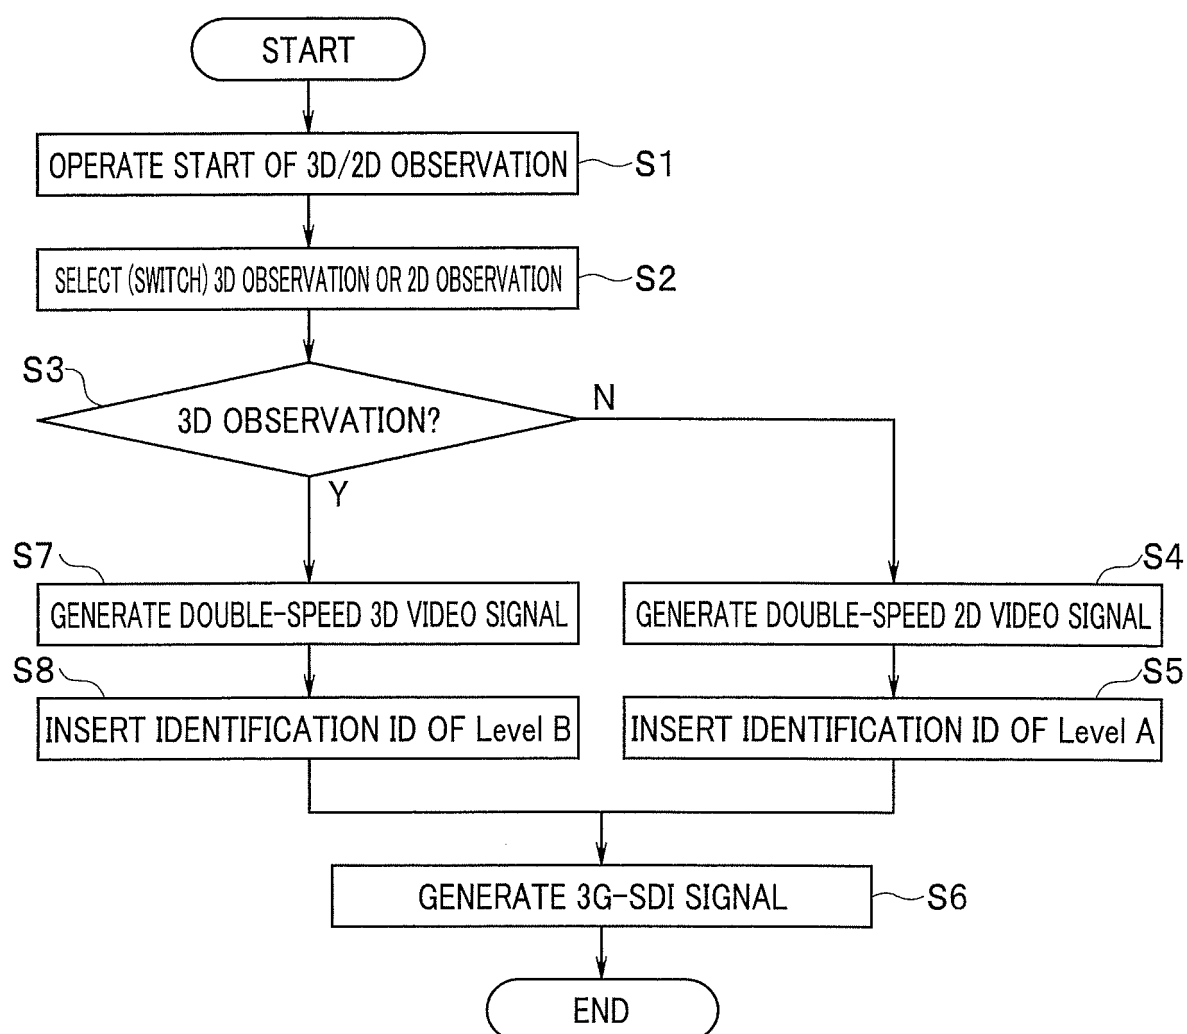 START
OPERATE START OF 3D/2D OBSERVATION
S1
SELECT (SWITCH) 3D OBSERVATION OR 2D OBSERVATION
S2
S3
3D OBSERVATION?
N
Y
S7
GENERATE DOUBLE-SPEED 3D VIDEO SIGNAL
S4
GENERATE DOUBLE-SPEED 2D VIDEO SIGNAL
S8
INSERT IDENTIFICATION ID OF Level B
S5
INSERT IDENTIFICATION ID OF Level A
GENERATE 3G-SDI SIGNAL
S6
END